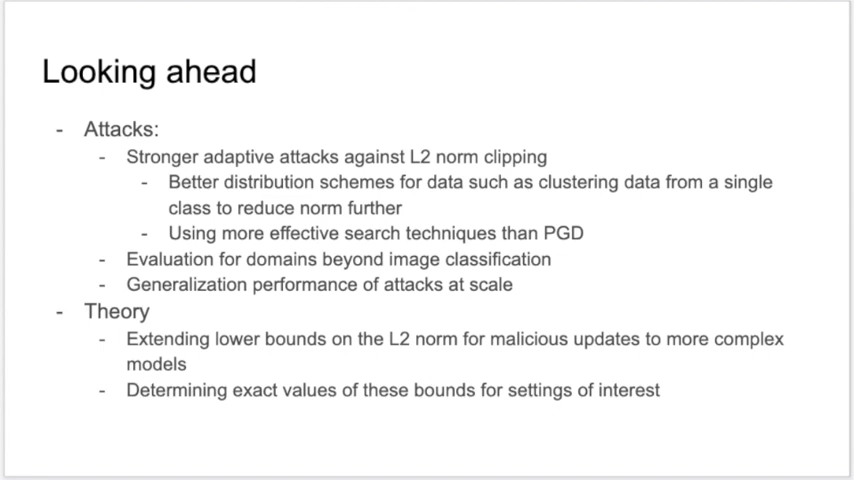 Looking ahead
- Attacks:
- Stronger adaptive attacks against L2 norm clipping
- Better distribution schemes for data such as clustering data from a single
class to reduce norm further
- Using more effective search techniques than PGD
- Evaluation for domains beyond image classification
- Generalization performance of attacks at scale
- Theory
- Extending lower bounds on the L2 norm for malicious updates to more complex
models
- Determining exact values of these bounds for settings of interest